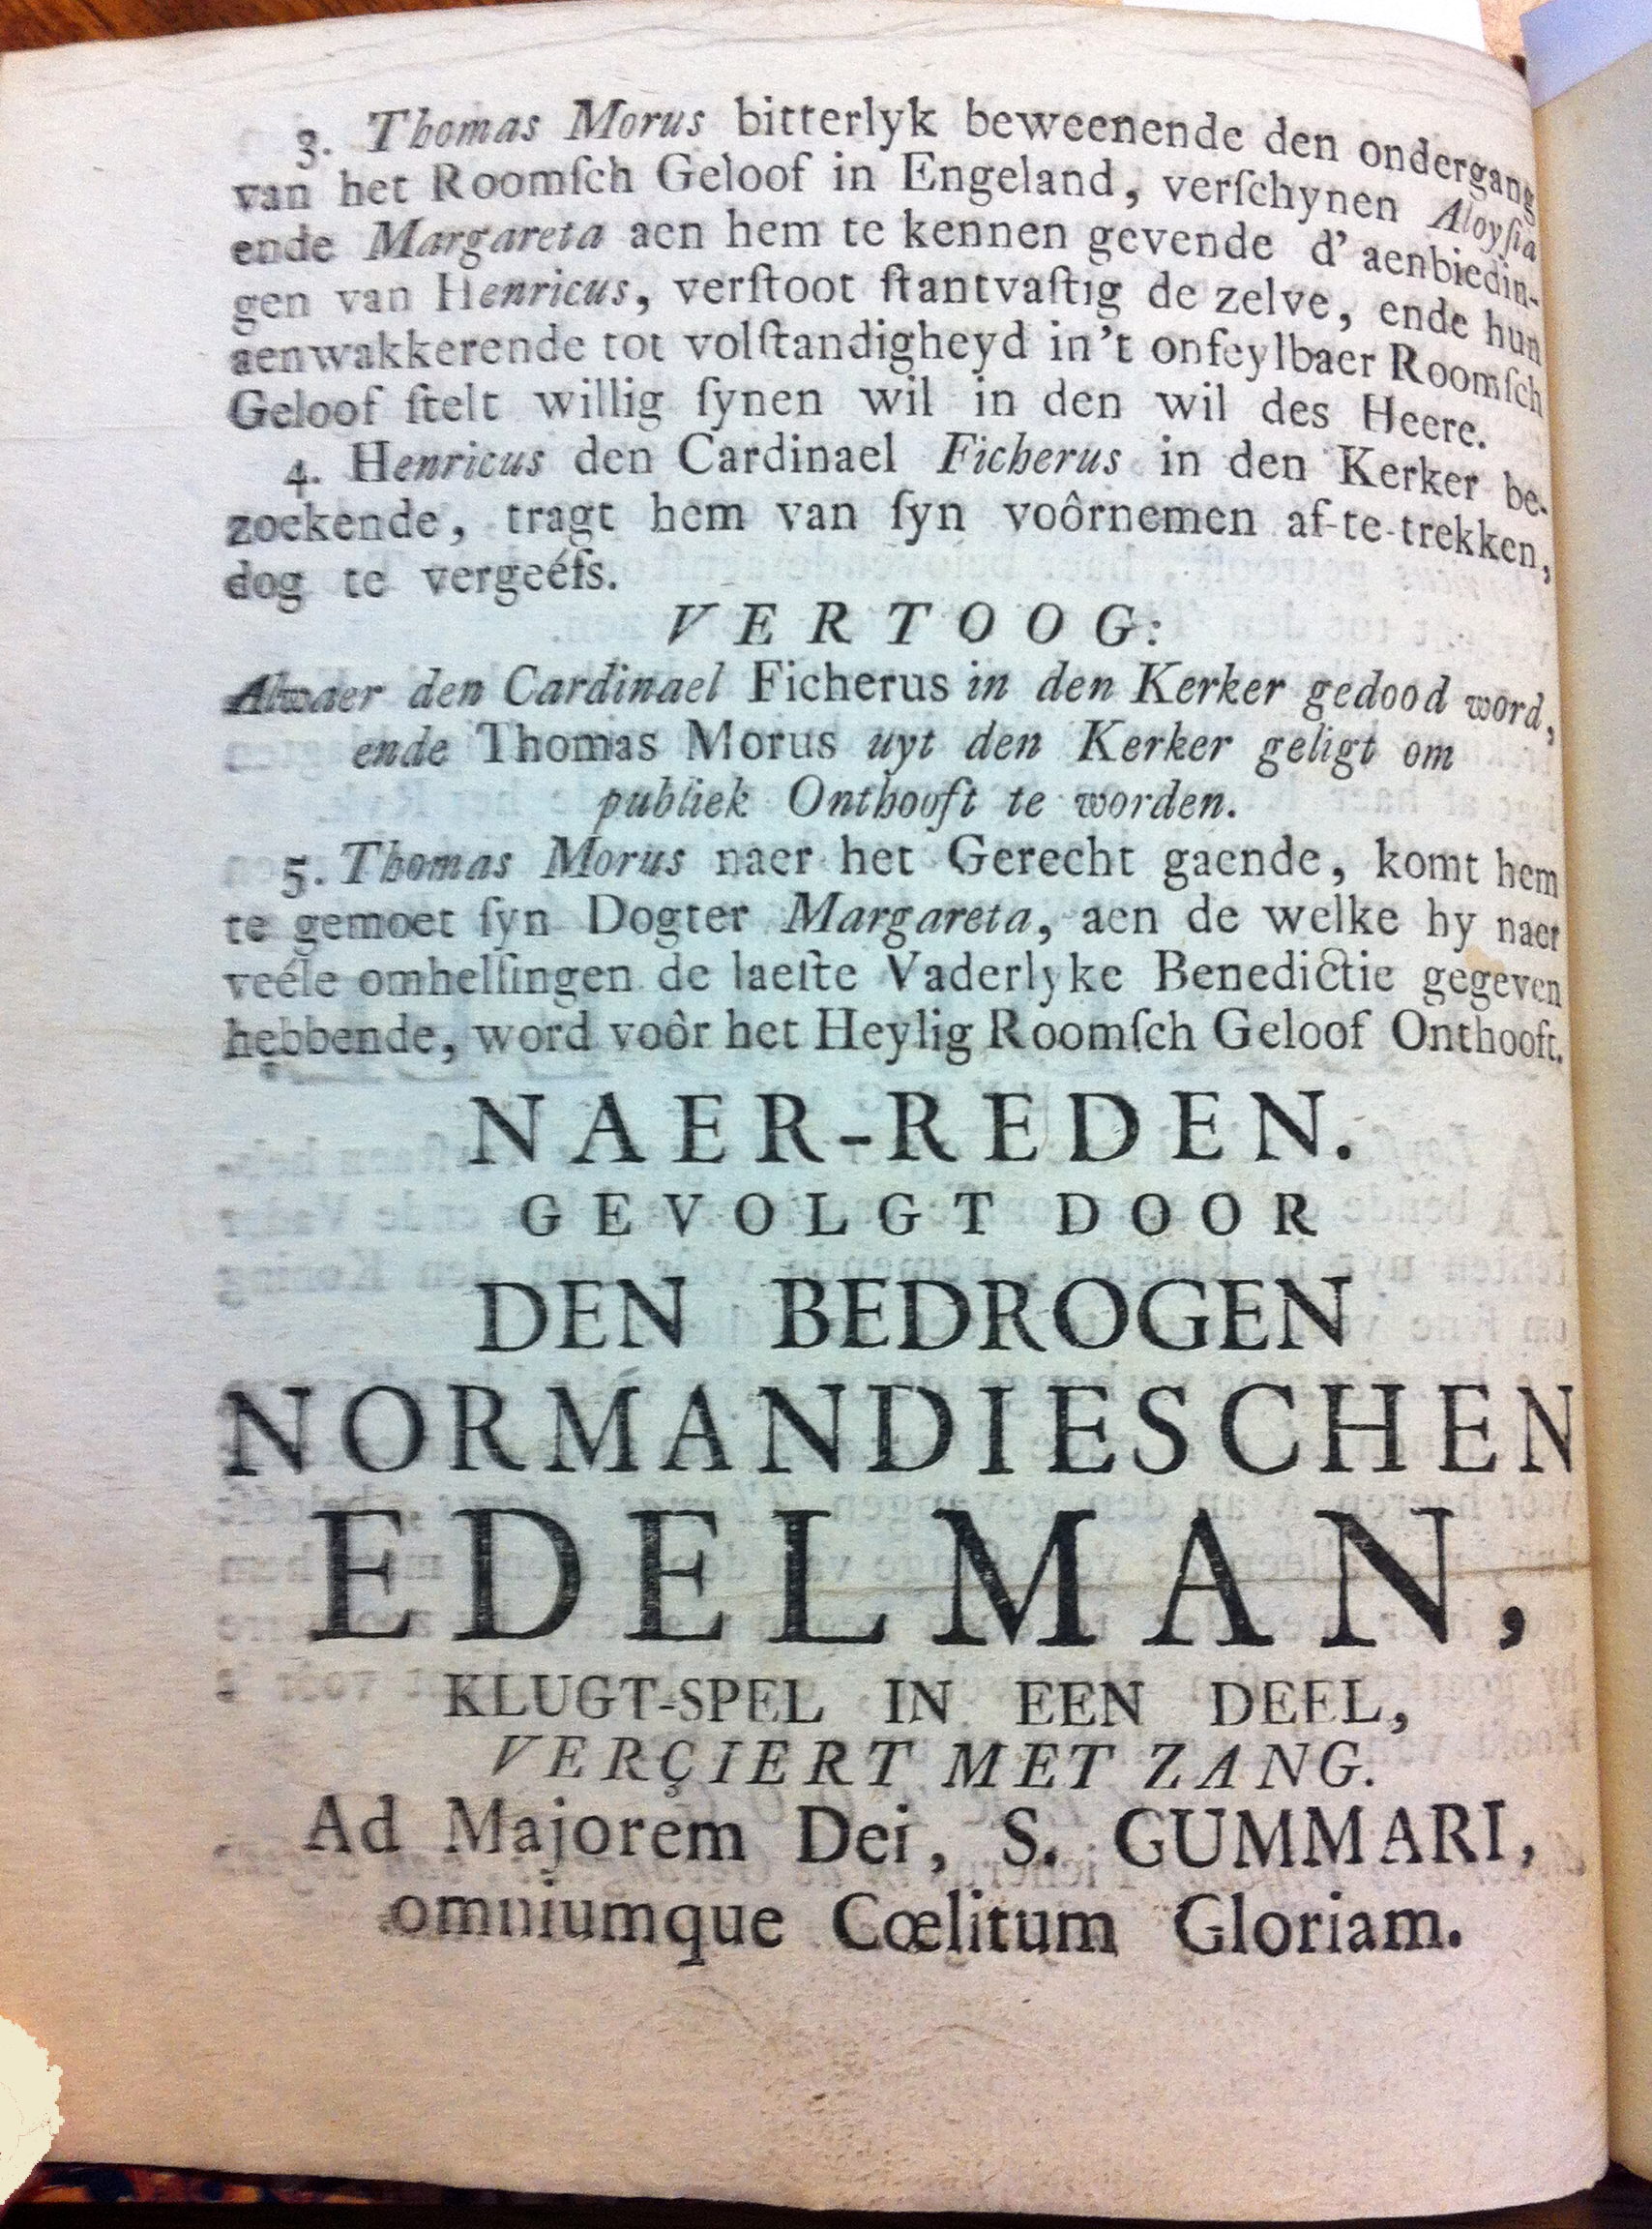 3. Thomas Morus bitterlyk beweenende den ondergang
van het Roomſch Geloof in Engeland, verſchynen Aloyſia
ende Margareta aen hem te kennen gevende d' aenbiedin-
gen van Henricus, verſtoot ſtantvaſtig de zelve, ende hun
aenwakkerende tot volſtandigheyd in't onfeylbaer Roomſch
Geloof ſtelt willig ſynen wil in den wil des Heere.
4. Henricus den Cardinael Ficherus in den Kerker be-
zoekende, tragt hem van ſyn voôrnemen af-te-trekken,
dog te vergeéfs.
VERTOOG:
Alwaer den Cardinael Ficherus in den Kerker gedood word,
ende Thomas Morus uyt den Kerker geligt om
publiek Onthooft te worden.
5. Thomas Morus naer het Gerecht gaende, komt hem
te gemoet ſyn Dogter Margareta, aen de welke hy naer
veéle omhelſingen de laeſte Vaderlyke Benedictie gegeven
hebbende, word voôr het Heylig Roomſch Geloof Onthooft.
NAER-REDEN.
GEVOLGT DOOR
DEN BEDROGEN
NORMANDIESCHEN
EDELMAN,
KLUGT-SPEL IN EEN DEEL,
VERÇIERT MET ZANG.
Ad Majorem Dei, S. GUMMARI,
omniumque Cœlitum Gloriam.